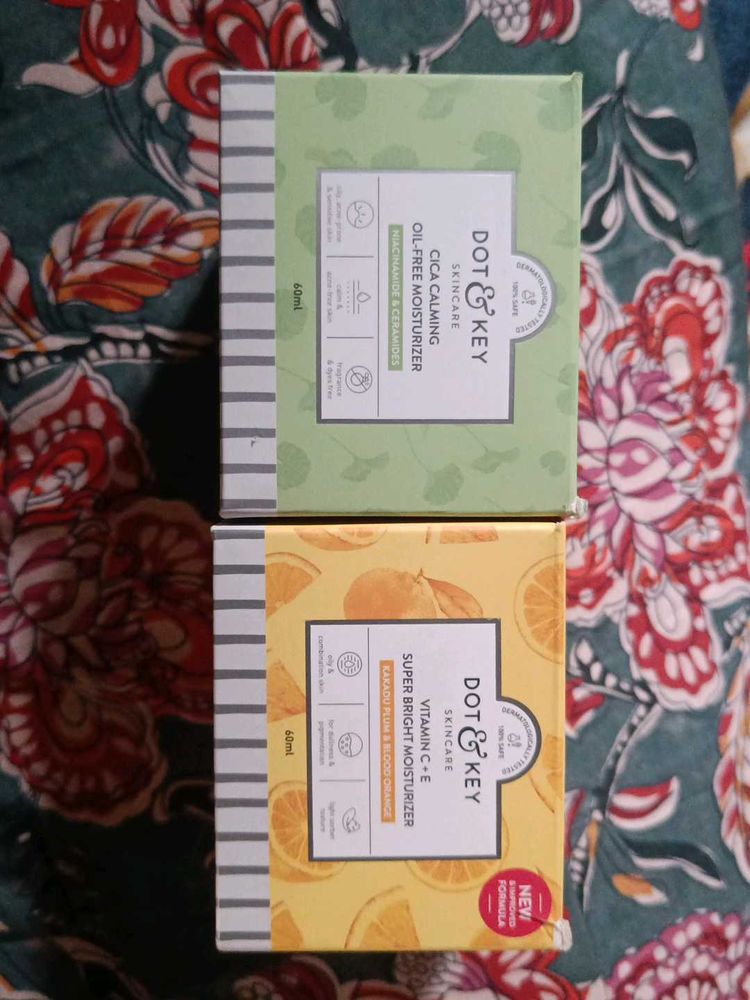 DERMATOLOGICALLY TESTED
100% SAFE
DOT & KEY
SKINCARE
CICA CALMING
OIL-FREE MOISTURIZER
NIACINAMIDE & CERAMIDES
oily, acne-prone
& sensitive skin
calm &
acne-free skin
fragrance
& dyes free
60ml
DERMATOLOGICALLY TESTED
100% SAFE
NEW
& IMPROVED
FORMULA
DOT & KEY
SKINCARE
VITAMIN C + E
SUPER BRIGHT MOISTURIZER
KAKADU PLUM & BLOOD ORANGE
oily &
combination skin
for dullness &
pigmentation
light sorbet
texture
60ml